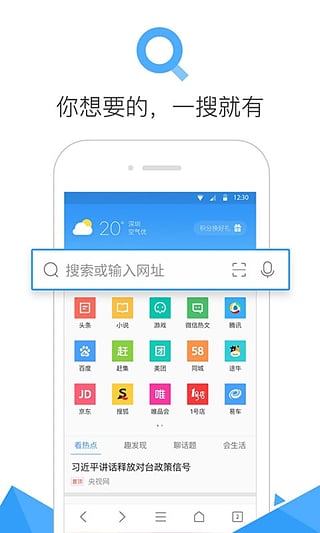 你想要的，一搜就有
12:30
20° 深圳
空气优
积分换好礼
搜索或输入网址
头条 小说 游戏 微信热文 腾讯
赶 美团 58
百度 赶集 美团 同城 途牛
JD S 唯品会 1号店
京东 搜狐 唯品会 1号店 易车
看热点 趣发现 聊话题 会生活
习近平讲话释放对台政策信号
置顶 央视网
2